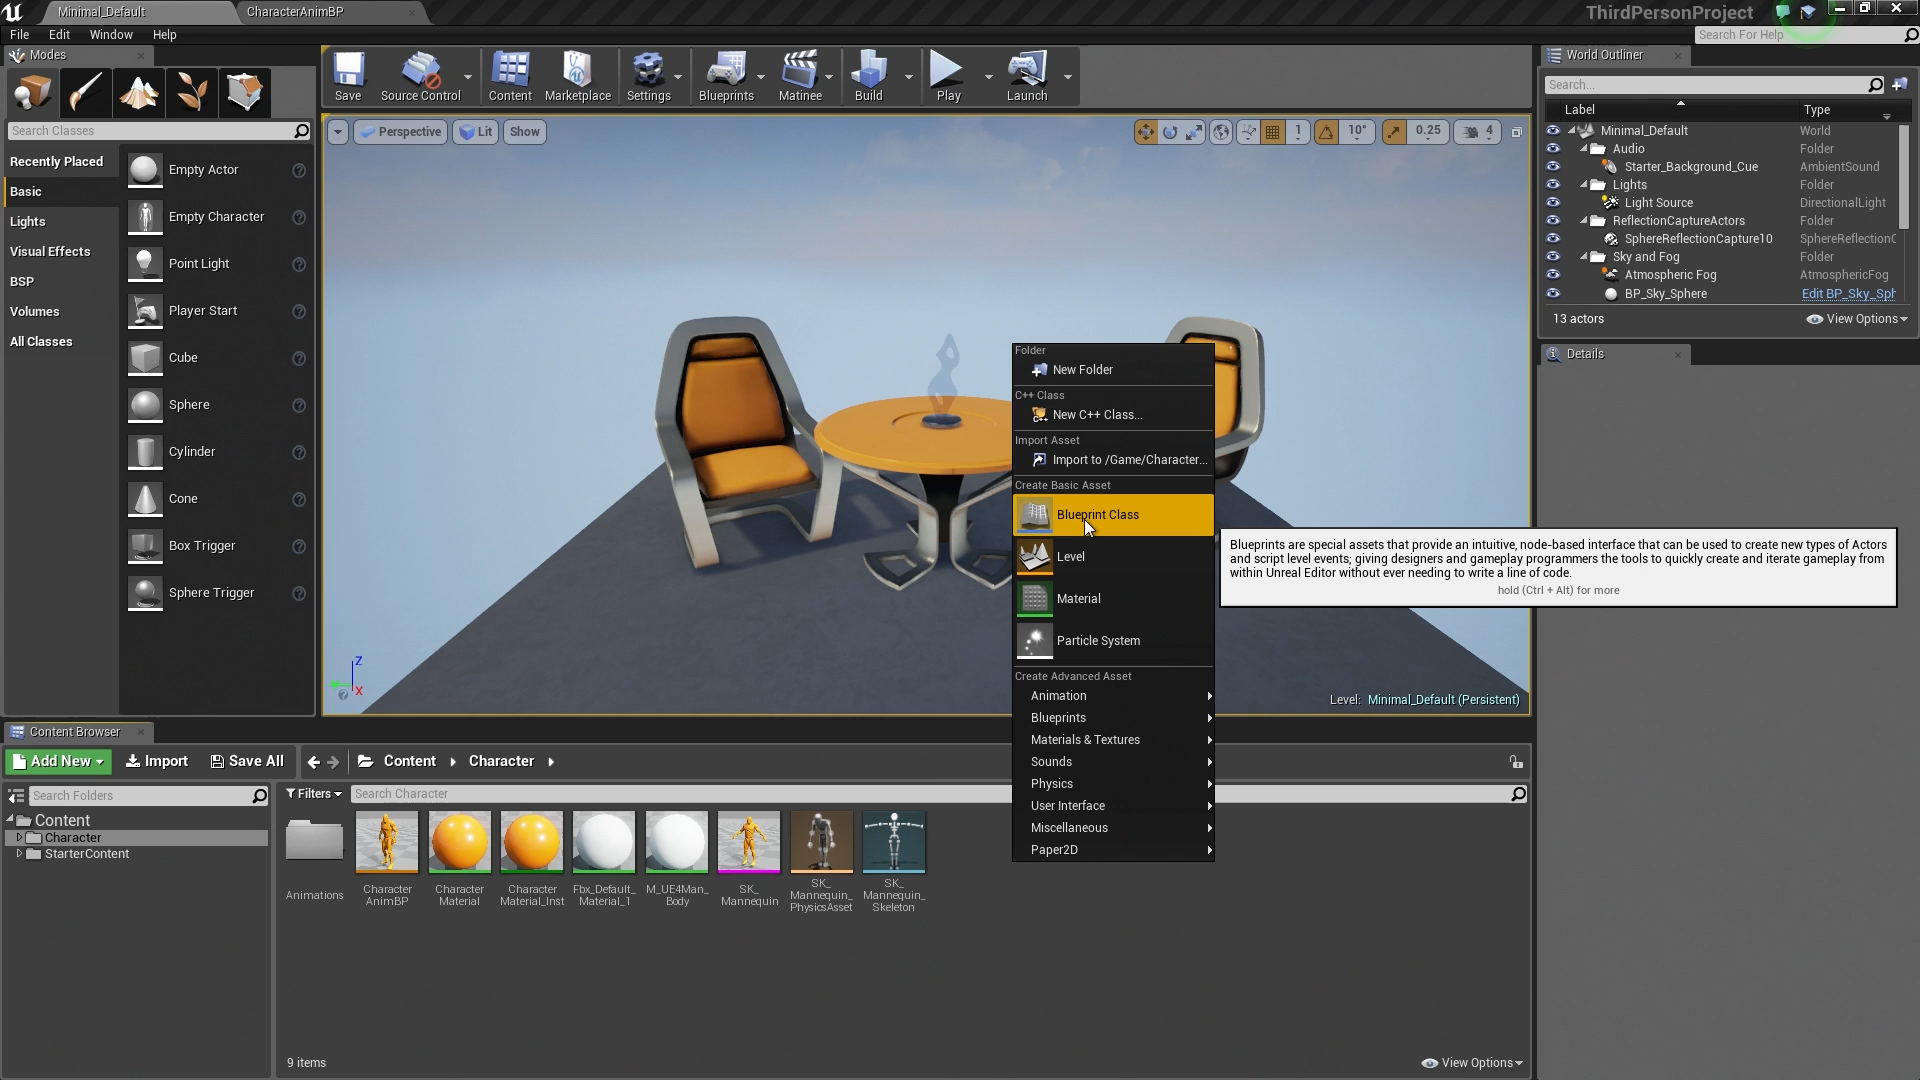 Minimal_Default
CharacterAnimBP
ThirdPersonProject
File Edit Window Help
Search For Help
Modes
Save
Source Control
Content
Marketplace
Settings
Blueprints
Matinee
Build
Play
Launch
Search Classes
Recently Placed
Basic
Lights
Visual Effects
BSP
Volumes
All Classes
Empty Actor
Empty Character
Point Light
Player Start
Cube
Sphere
Cylinder
Cone
Box Trigger
Sphere Trigger
Perspective
Lit
Show
1
10°
0.25
4
Z
X
Level: Minimal_Default (Persistent)
World Outliner
Search...
Label Type
Minimal_Default World
Audio Folder
Starter_Background_Cue AmbientSound
Lights Folder
Light Source DirectionalLight
ReflectionCaptureActors Folder
SphereReflectionCapture10 SphereReflectionC
Sky and Fog Folder
Atmospheric Fog AtmosphericFog
BP_Sky_Sphere Edit BP_Sky_Sph
13 actors
View Options
Details
Folder
New Folder
C++ Class
New C++ Class...
Import Asset
Import to /Game/Character...
Create Basic Asset
Blueprint Class
Level
Material
Particle System
Create Advanced Asset
Animation
Blueprints
Materials & Textures
Sounds
Physics
User Interface
Miscellaneous
Paper2D
Blueprints are special assets that provide an intuitive, node-based interface that can be used to create new types of Actors
and script level events; giving designers and gameplay programmers the tools to quickly create and iterate gameplay from
within Unreal Editor without ever needing to write a line of code.
hold (Ctrl + Alt) for more
Content Browser
Add New
Import
Save All
Content
Character
Search Folders
Content
Character
StarterContent
Filters
Search Character
Animations
Character
AnimBP
Character
Material
Character
Material_Inst
Fbx_Default_
Material_1
M_UE4Man_
Body
SK_
Mannequin
SK_
Mannequin_
PhysicsAsset
SK_
Mannequin_
Skeleton
9 items
View Options